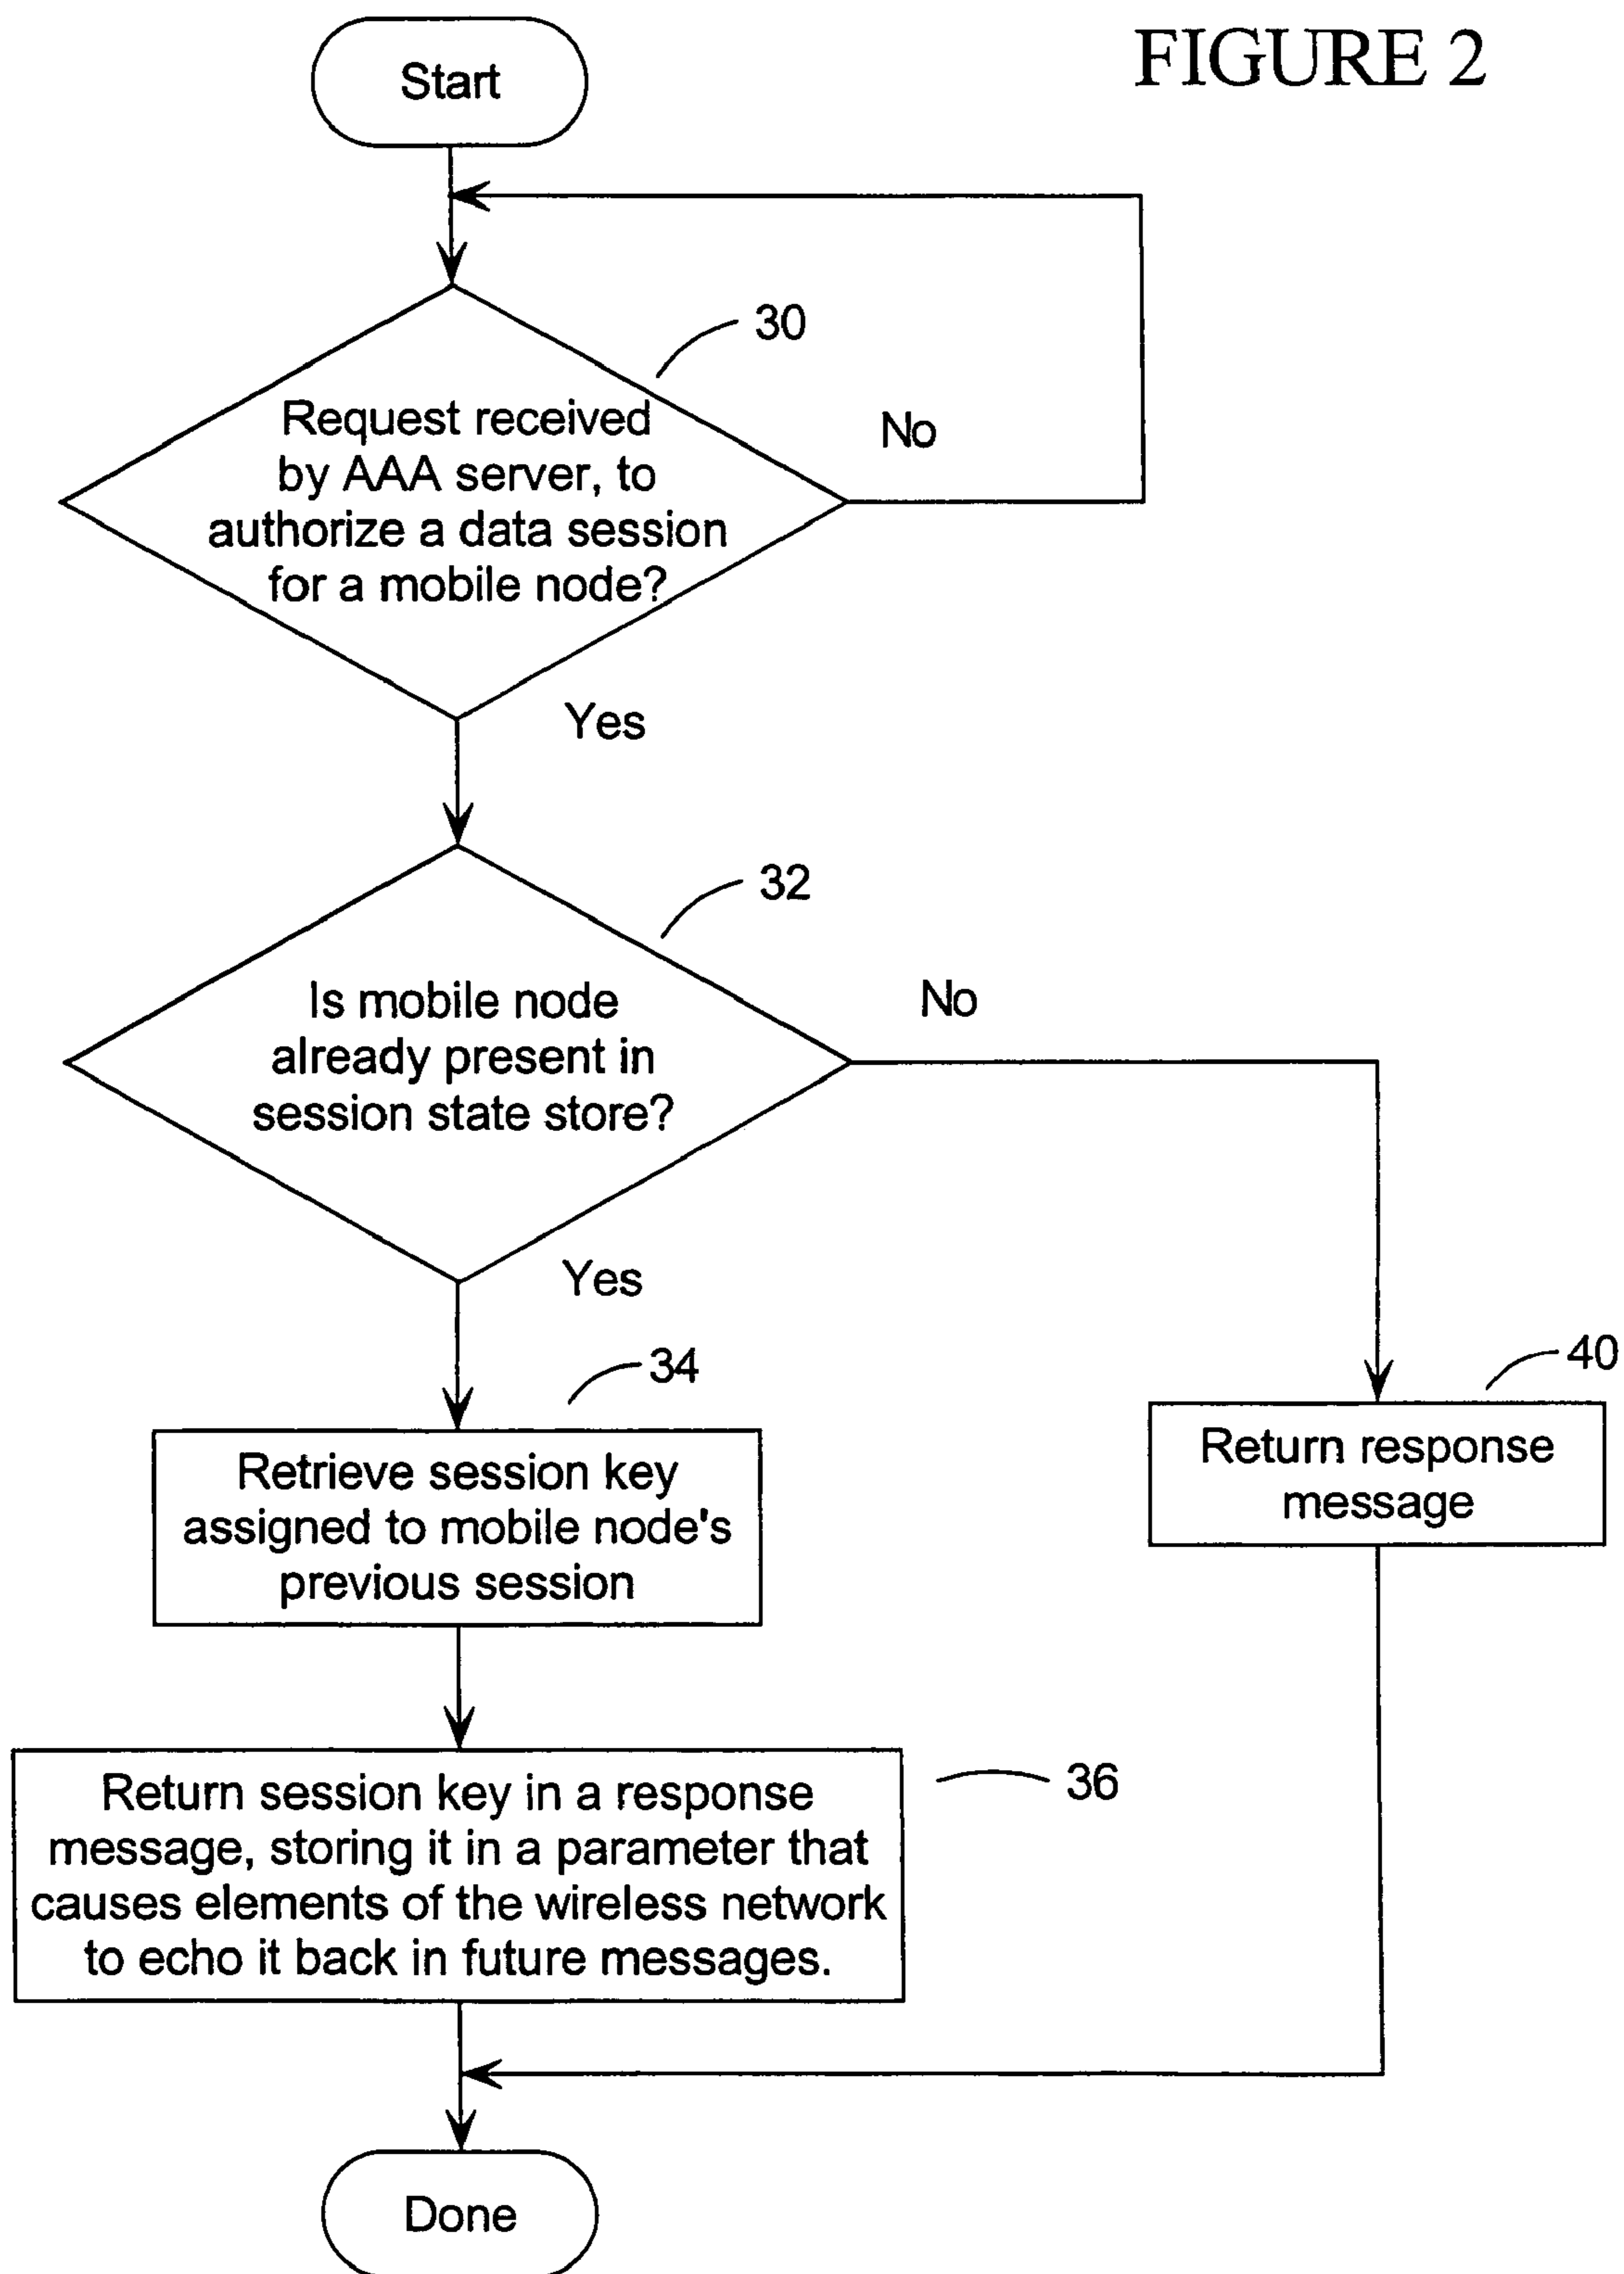 FIGURE 2
Start
30
Request received
by AAA server, to
authorize a data session
for a mobile node?
No
Yes
32
Is mobile node
already present in
session state store?
No
Yes
34
Retrieve session key
assigned to mobile node's
previous session
40
Return response
message
36
Return session key in a response
message, storing it in a parameter that
causes elements of the wireless network
to echo it back in future messages.
Done